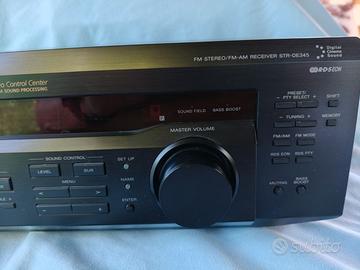 Digital Cinema Sound
FM STEREO/FM-AM RECEIVER STR-DE345
R·D·S EON
o Control Center
A SOUND PROCESSING
PRESET/
PTY SELECT
SHIFT
SOUND FIELD
BASS BOOST
TUNING
MEMORY
MASTER VOLUME
FM/AM
FM MODE
SOUND CONTROL
SET UP
LEVEL
SUR
RDS EON
RDS PTY
MENU
NAME
MUTING
BASS BOOST
ENTER
subito